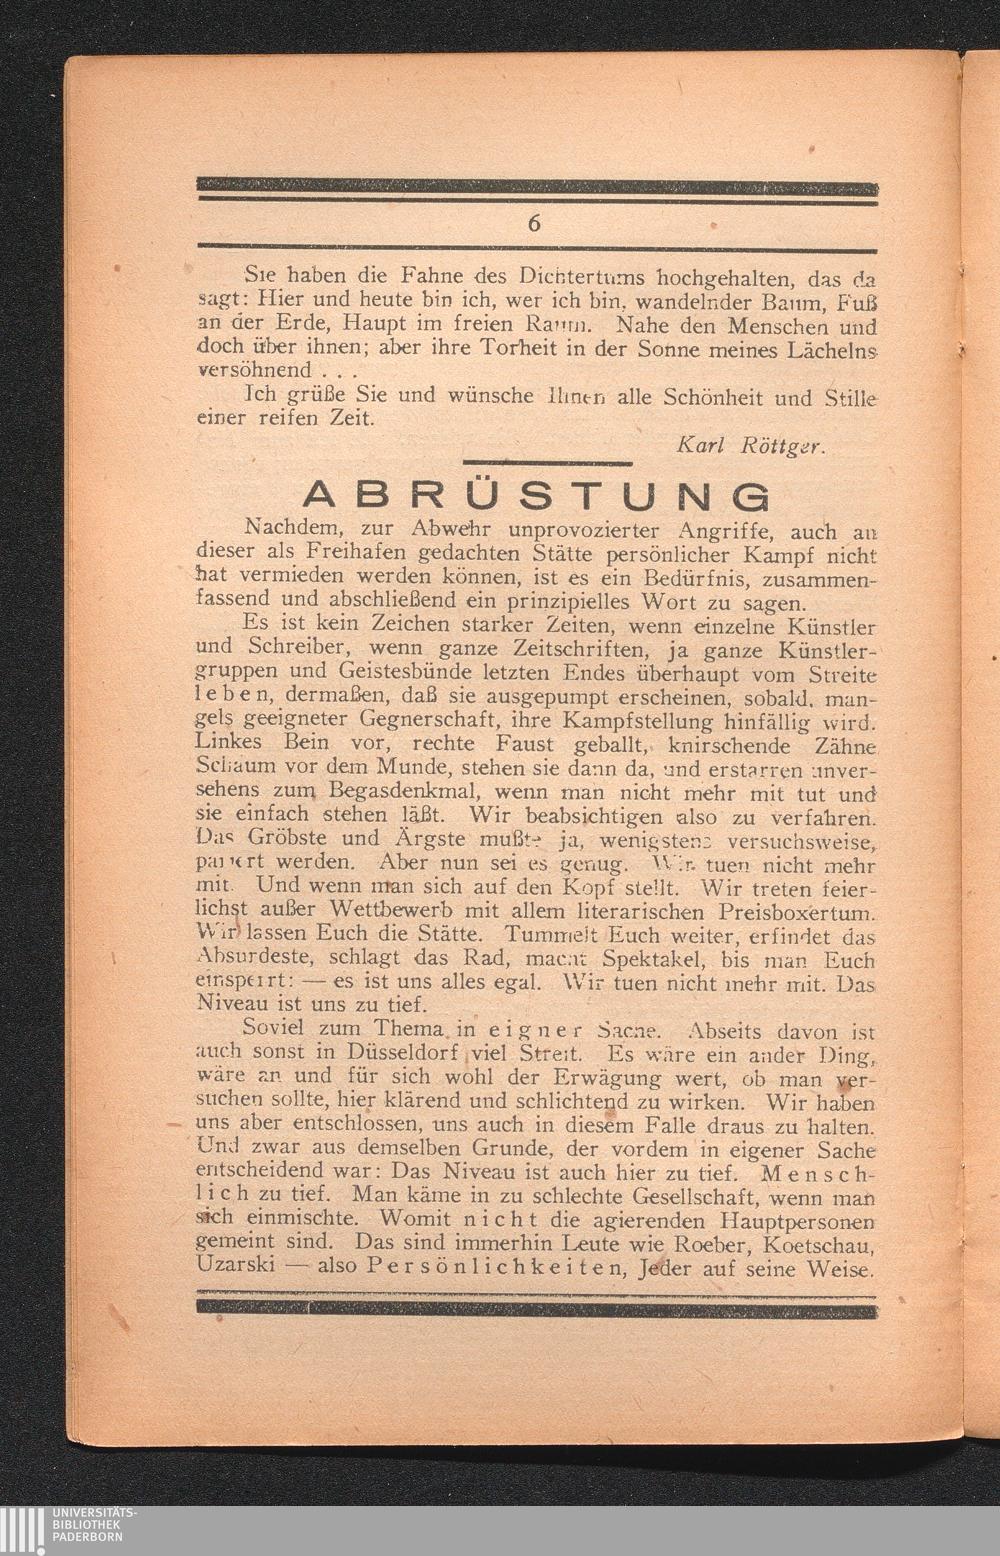 6
Sie haben die Fahne des Dichtertums hochgehalten, das da
sagt: Hier und heute bin ich, wer ich bin, wandelnder Baum, Fuß
an der Erde, Haupt im freien Raum. Nahe den Menschen und
doch über ihnen; aber ihre Torheit in der Sonne meines Lächelns
versöhnend . . .
Ich grüße Sie und wünsche Ihnen alle Schönheit und Stille
einer reifen Zeit.
Karl Röttger.
ABRÜSTUNG
Nachdem, zur Abwehr unprovozierter Angriffe, auch an
dieser als Freihafen gedachten Stätte persönlicher Kampf nicht
hat vermieden werden können, ist es ein Bedürfnis, zusammen-
fassend und abschließend ein prinzipielles Wort zu sagen.
Es ist kein Zeichen starker Zeiten, wenn einzelne Künstler
und Schreiber, wenn ganze Zeitschriften, ja ganze Künstler-
gruppen und Geistesbünde letzten Endes überhaupt vom Streite
leben, dermaßen, daß sie ausgepumpt erscheinen, sobald, man-
gels geeigneter Gegnerschaft, ihre Kampfstellung hinfällig wird.
Linkes Bein vor, rechte Faust geballt, knirschende Zähne
Schaum vor dem Munde, stehen sie dann da, und erstarren unver-
sehens zum Begasdenkmal, wenn man nicht mehr mit tut und
sie einfach stehen läßt. Wir beabsichtigen also zu verfahren.
Das Gröbste und Ärgste mußte ja, wenigstens versuchsweise,
pariert werden. Aber nun sei es genug. Wir tuen nicht mehr
mit. Und wenn man sich auf den Kopf stellt. Wir treten feier-
lichst außer Wettbewerb mit allem literarischen Preisboxertum.
Wir lassen Euch die Stätte. Tummelt Euch weiter, erfindet das
Absurdeste, schlagt das Rad, macht Spektakel, bis man Euch
einsperrt: — es ist uns alles egal. Wir tuen nicht mehr mit. Das
Niveau ist uns zu tief.
Soviel zum Thema in eigner Sache. Abseits davon ist
auch sonst in Düsseldorf viel Streit. Es wäre ein ander Ding,
wäre an und für sich wohl der Erwägung wert, ob man ver-
suchen sollte, hier klärend und schlichtend zu wirken. Wir haben
uns aber entschlossen, uns auch in diesem Falle draus zu halten.
Und zwar aus demselben Grunde, der vordem in eigener Sache
entscheidend war: Das Niveau ist auch hier zu tief. Mensch-
lich zu tief. Man käme in zu schlechte Gesellschaft, wenn man
sich einmischte. Womit nicht die agierenden Hauptpersonen
gemeint sind. Das sind immerhin Leute wie Roeber, Koetschau,
Uzarski — also Persönlichkeiten, Jeder auf seine Weise.
UNIVERSITÄTS-
BIBLIOTHEK
PADERBORN